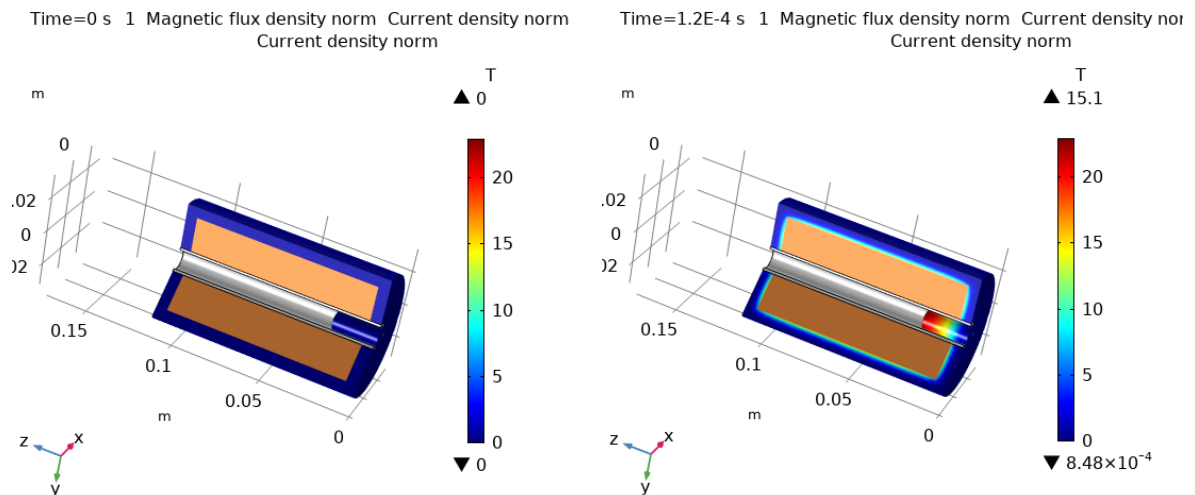 Time=0 s  1  Magnetic flux density norm  Current density norm
Current density norm
T
m
▲ 0
0
20
.02
0
15
02
10
0.15
0.1
5
0.05
m
0
0
z
x
y
▼ 0
Time=1.2E-4 s  1  Magnetic flux density norm  Current density nor
Current density norm
T
m
▲ 15.1
0
20
.02
0
15
02
10
0.15
0.1
5
0.05
m
0
0
z
x
y
▼ 8.48×10⁻⁴